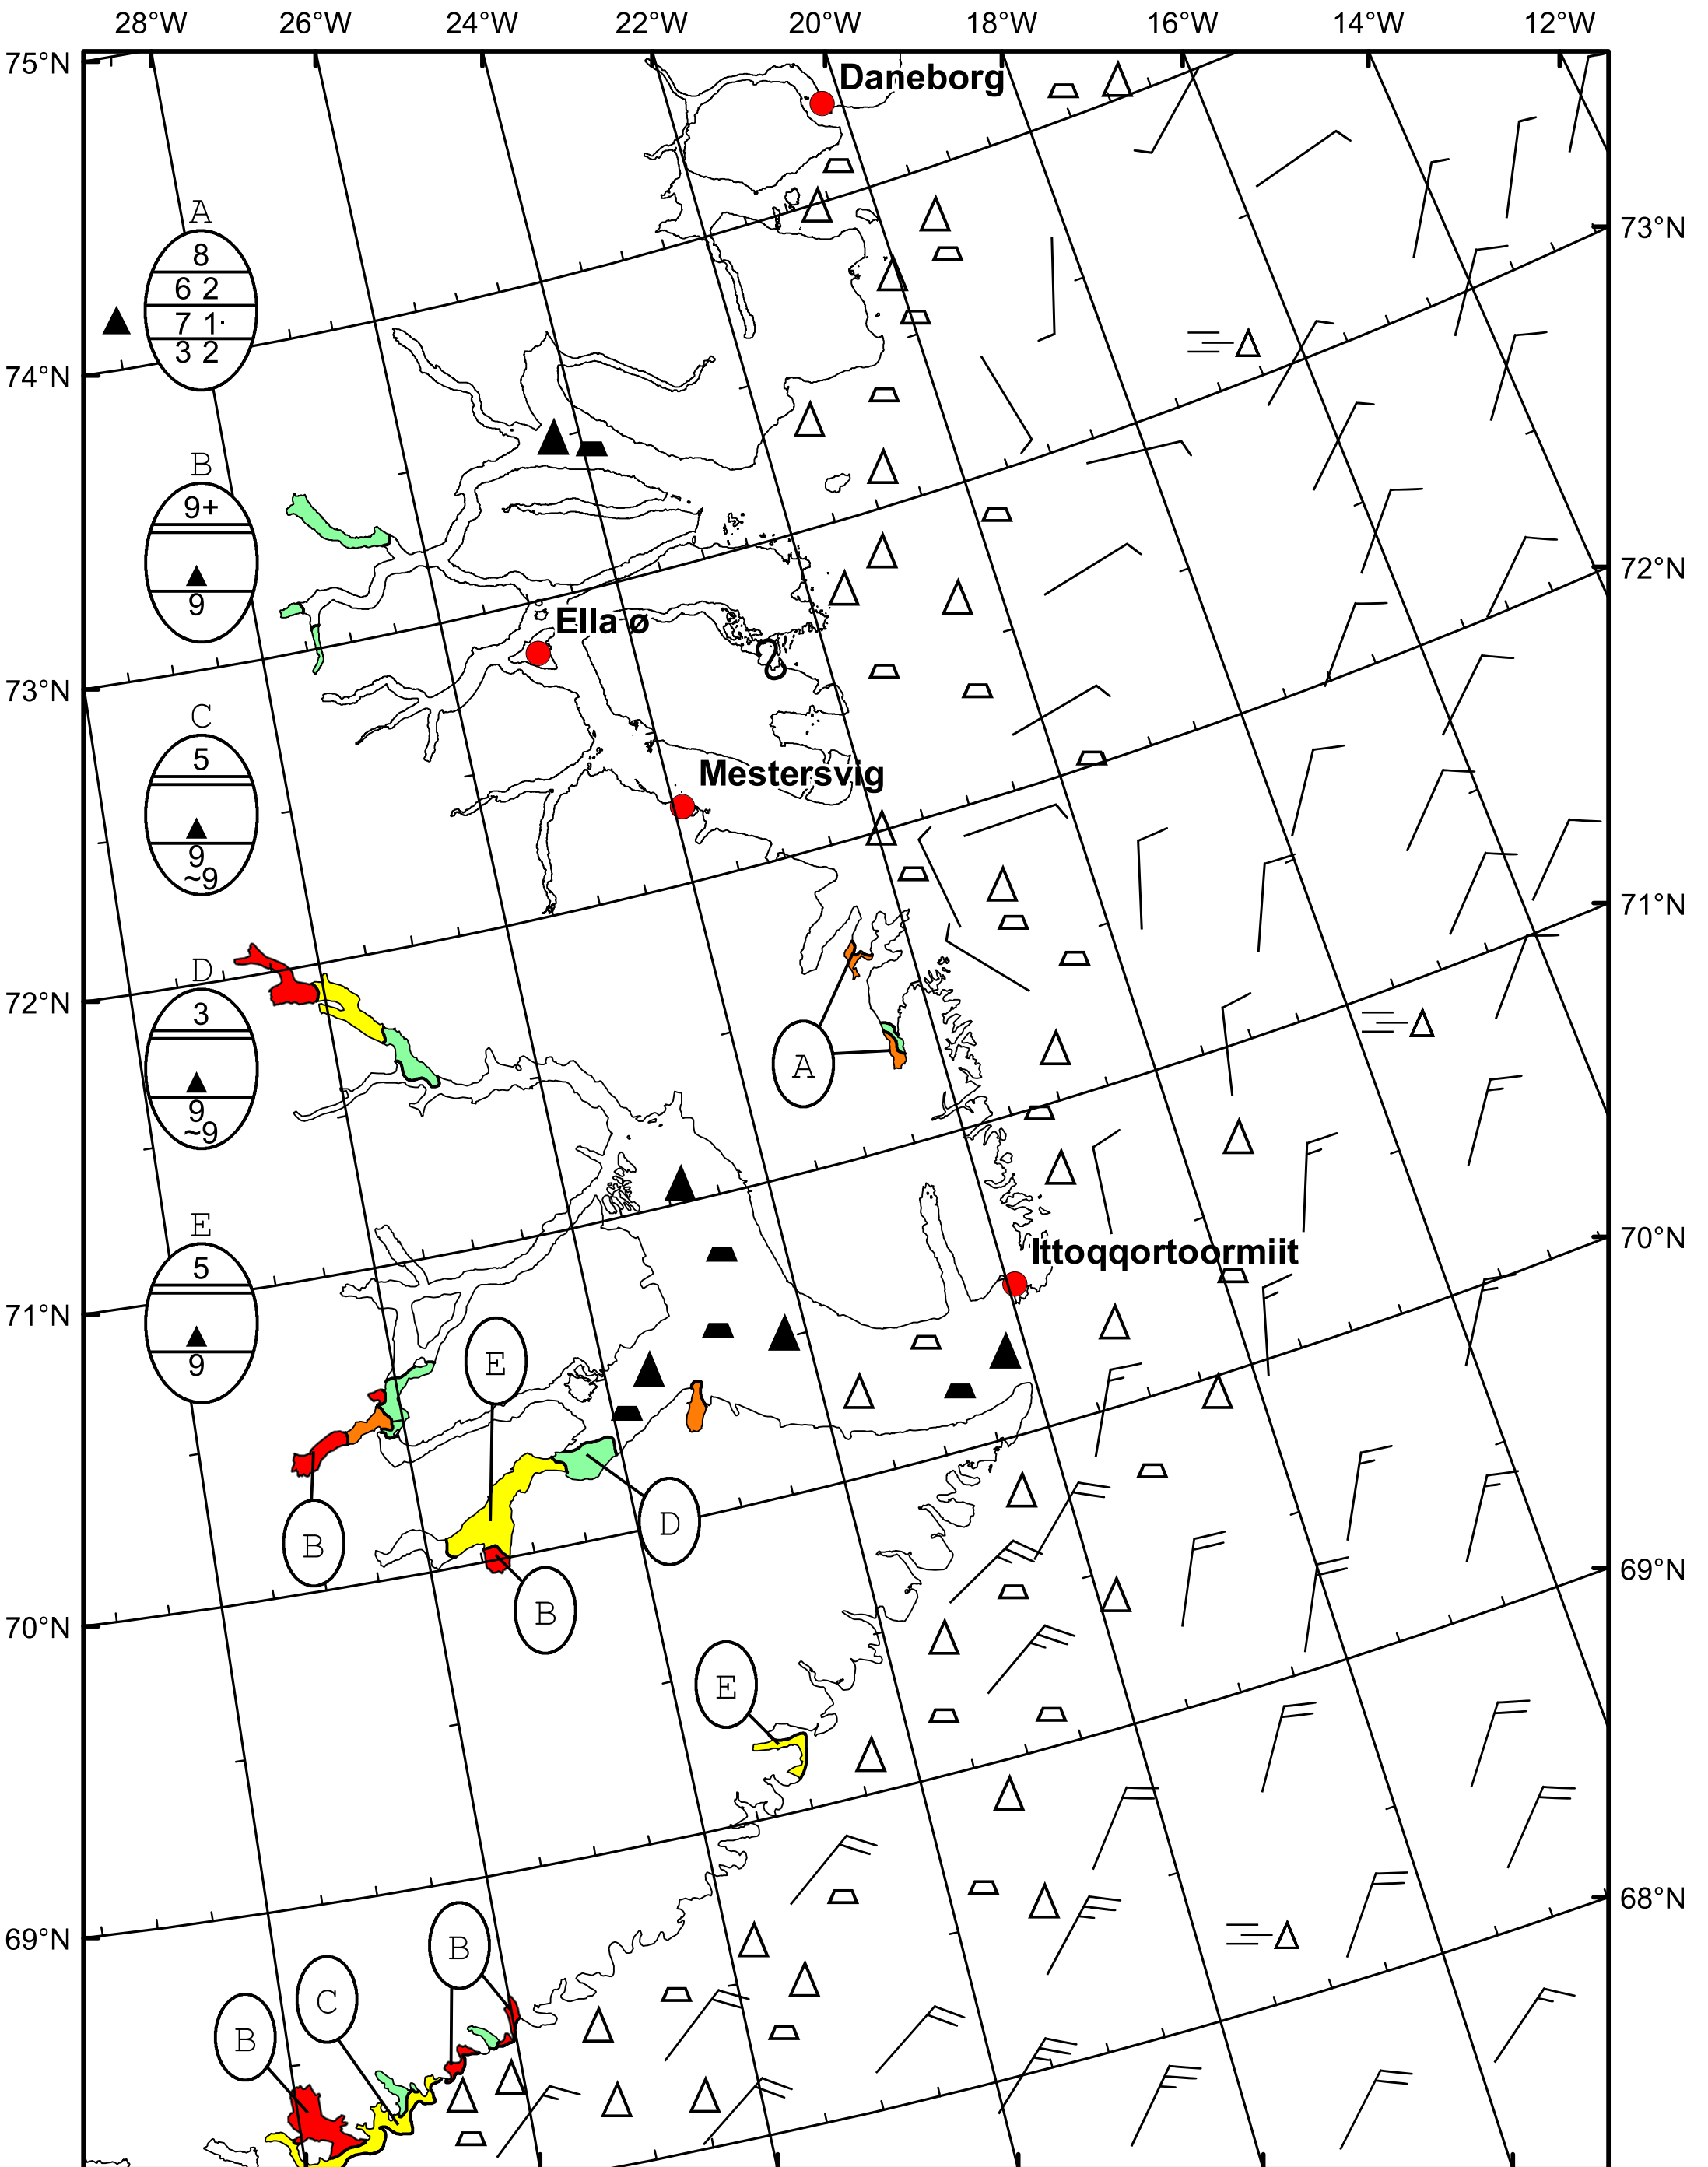 28°W 26°W 24°W 22°W 20°W 18°W 16°W 14°W 12°W
75°N
Daneborg
73°N
A
8
6 2
7 1·
3 2
74°N
B
9+
9
72°N
Ella ø
73°N
C
5
9
~9
Mestersvig
71°N
D
3
9
~9
72°N
A
E
5
9
70°N
Ittoqqortoormiit
71°N
E
D
B
B
69°N
70°N
E
68°N
69°N
B
C
B